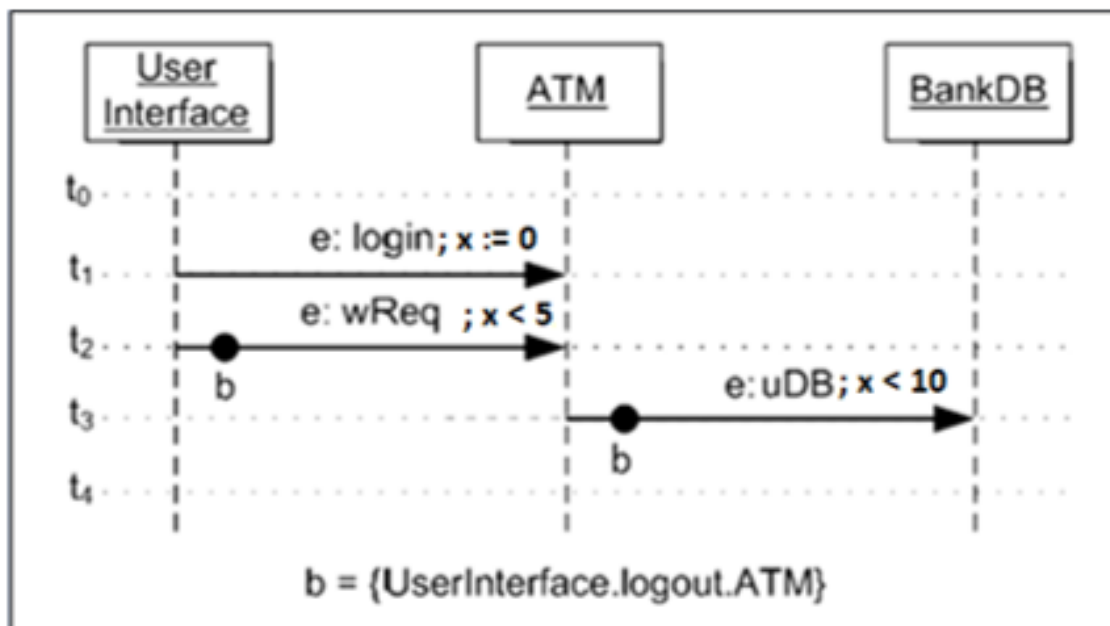 User
Interface
ATM
BankDB
t0
e: login; x := 0
t1
e: wReq ; x < 5
t2
b
e:uDB; x < 10
t3
b
t4
b = {UserInterface.logout.ATM}